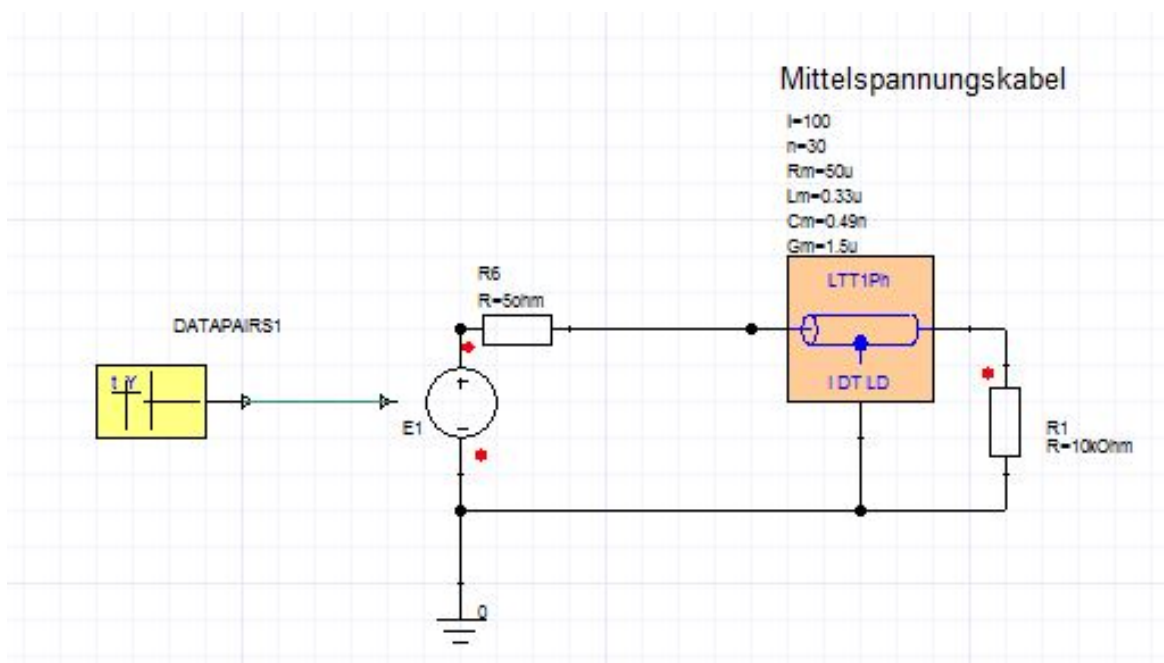 Mittelspannungskabel
l=100
n=30
Rm=50u
Lm=0.33u
Cm=0.49n
Gm=1.5u
LTT1Ph
I DT LD
R6
R=5ohm
DATAPAIRS1
t Y
E1
+
−
R1
R=10kOhm
0